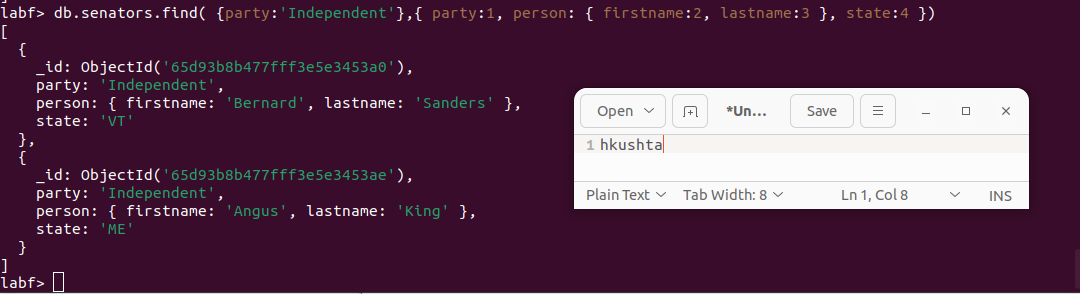 labf> db.senators.find( {party:'Independent'},{ party:1, person: { firstname:2, lastname:3 }, state:4 })
[
  {
    _id: ObjectId('65d93b8b477fff3e5e3453a0'),
    party: 'Independent',
    person: { firstname: 'Bernard', lastname: 'Sanders' },
    state: 'VT'
  },
  {
    _id: ObjectId('65d93b8b477fff3e5e3453ae'),
    party: 'Independent',
    person: { firstname: 'Angus', lastname: 'King' },
    state: 'ME'
  }
]
labf>
Open *Un... Save
1 hkushta
Plain Text Tab Width: 8 Ln 1, Col 8 INS